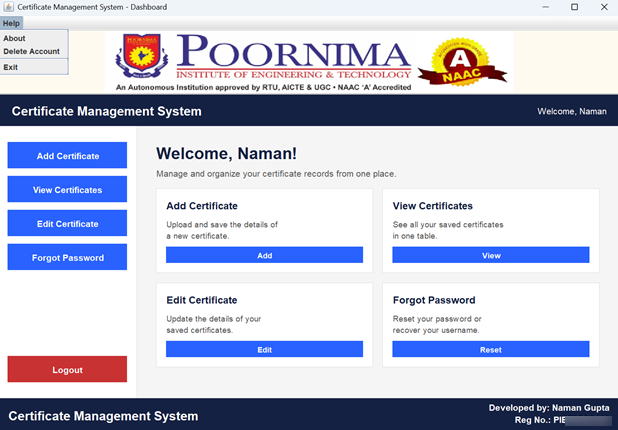 Certificate Management System - Dashboard
Help
About
Delete Account
Exit
POORNIMA
INSTITUTE OF ENGINEERING & TECHNOLOGY
An Autonomous Institution approved by RTU, AICTE & UGC • NAAC 'A' Accredited
A
NAAC
Certificate Management System
Welcome, Naman
Add Certificate
View Certificates
Edit Certificate
Forgot Password
Logout
Welcome, Naman!
Manage and organize your certificate records from one place.
Add Certificate
Upload and save the details of
a new certificate.
Add
View Certificates
See all your saved certificates
in one table.
View
Edit Certificate
Update the details of your
saved certificates.
Edit
Forgot Password
Reset your password or
recover your username.
Reset
Certificate Management System
Developed by: Naman Gupta
Reg No.: